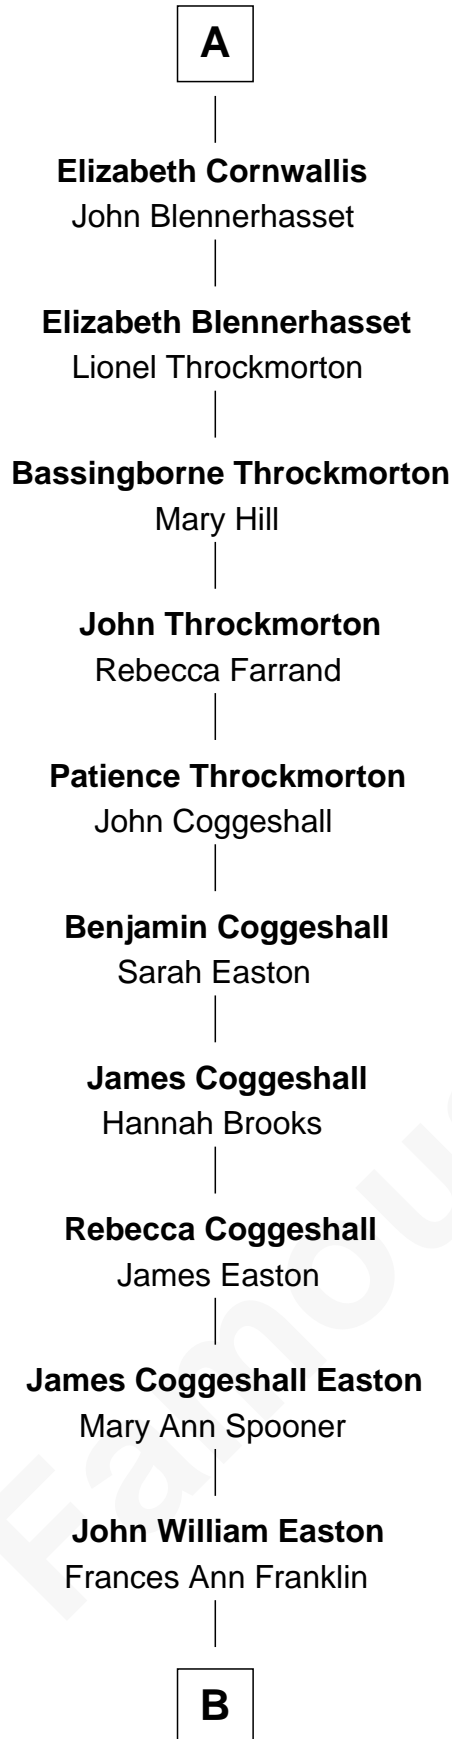 A
Elizabeth Cornwallis
John Blennerhasset
Elizabeth Blennerhasset
Lionel Throckmorton
Bassingborne Throckmorton
Mary Hill
John Throckmorton
Rebecca Farrand
Patience Throckmorton
John Coggeshall
Benjamin Coggeshall
Sarah Easton
James Coggeshall
Hannah Brooks
Rebecca Coggeshall
James Easton
James Coggeshall Easton
Mary Ann Spooner
John William Easton
Frances Ann Franklin
B